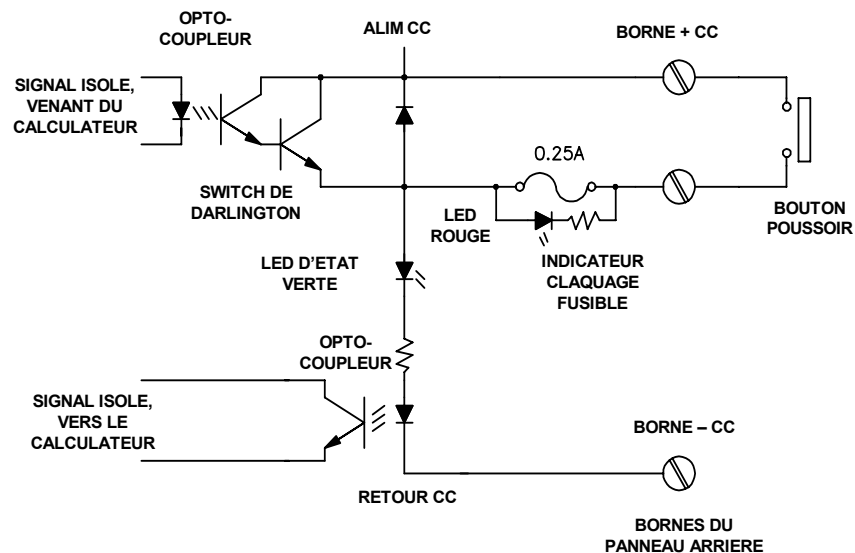 OPTO-
COUPLEUR
ALIM CC
BORNE + CC
SIGNAL ISOLE,
VENANT DU
CALCULATEUR
0.25A
SWITCH DE
DARLINGTON
LED
ROUGE
BOUTON
POUSSOIR
LED D'ETAT
VERTE
INDICATEUR
CLAQUAGE
FUSIBLE
OPTO-
COUPLEUR
SIGNAL ISOLE,
VERS LE
CALCULATEUR
BORNE – CC
RETOUR CC
BORNES DU
PANNEAU ARRIERE